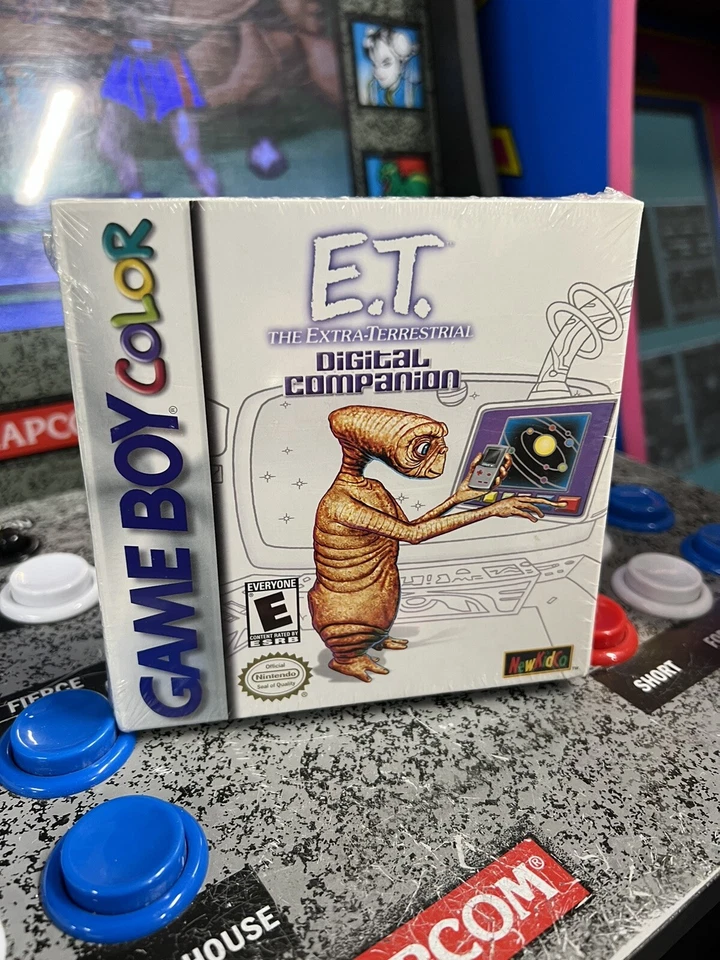 GAME BOY COLOR
E.T.
THE EXTRA-TERRESTRIAL
DiGital
companion
EVERYONE
E
CONTENT RATED BY
ESRB
Official
Nintendo
Seal of Quality
NewKidCo
APCO
FIERCE
SHORT
HOUSE
PCOM®